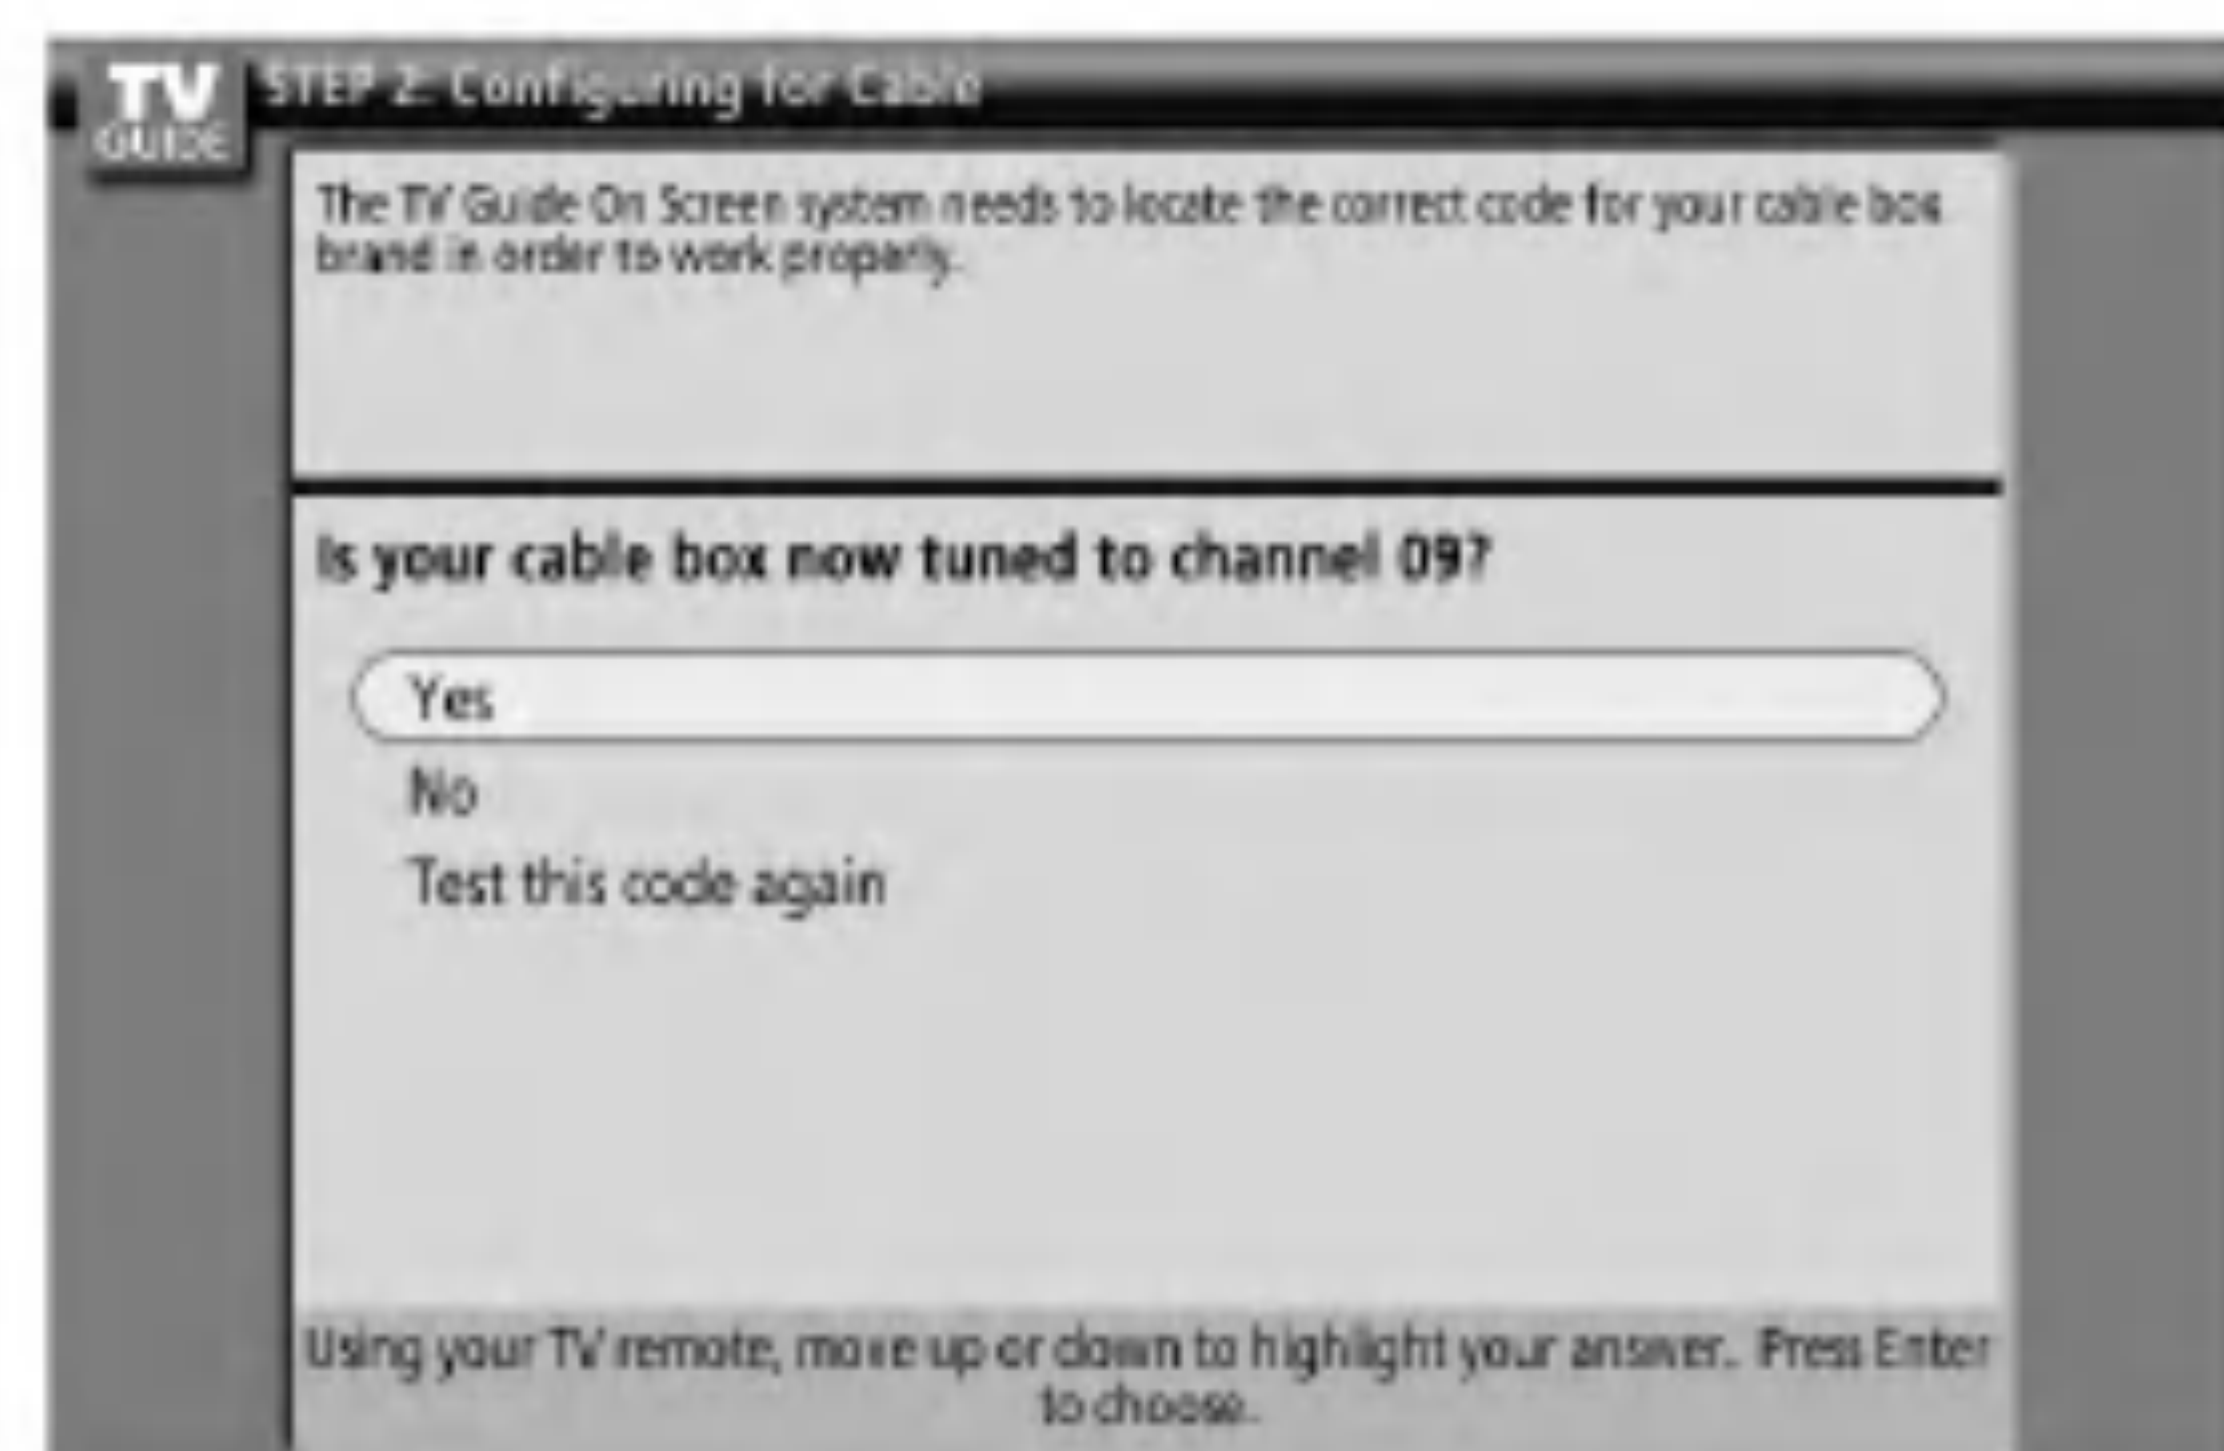 TV
GUIDE
STEP 2: Configuring for Cable
The TV Guide On Screen system needs to locate the correct code for your cable box
brand in order to work properly.
Is your cable box now tuned to channel 09?
Yes
No
Test this code again
Using your TV remote, move up or down to highlight your answer. Press Enter
to choose.